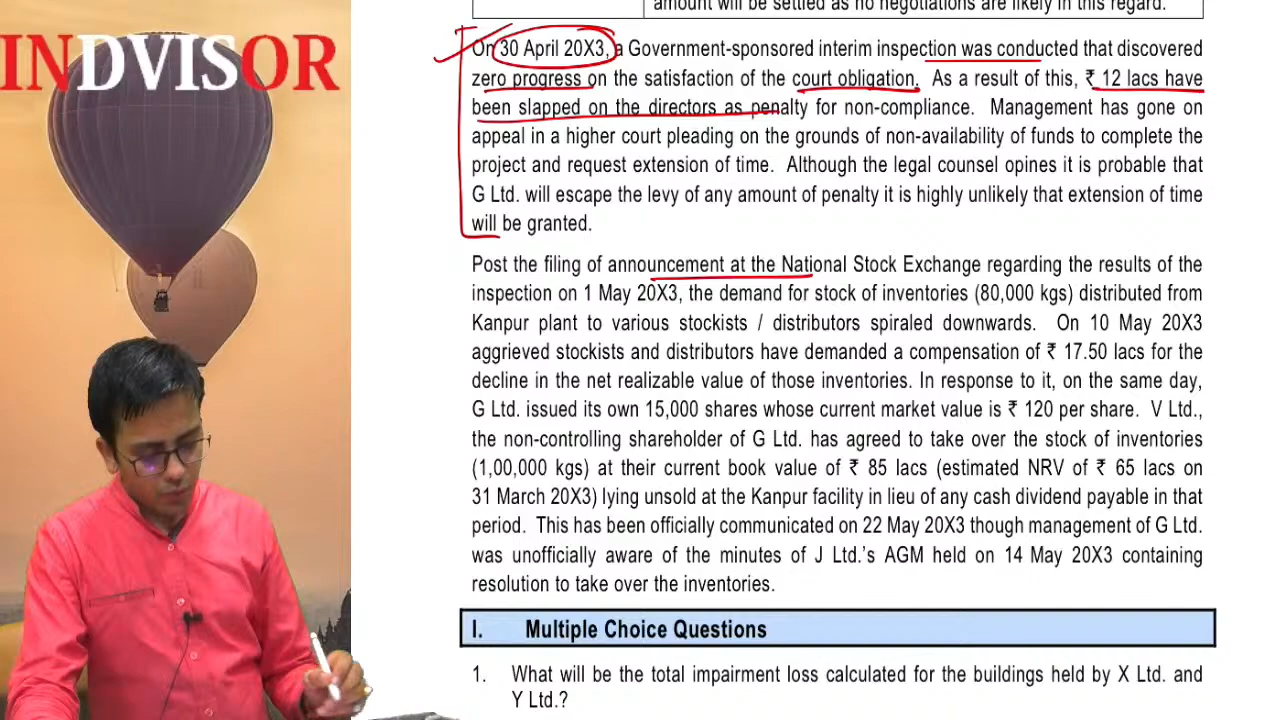 amount will be settled as no negotiations are likely in this regard.
INDVISOR
On 30 April 20X3, a Government-sponsored interim inspection was conducted that discovered
zero progress on the satisfaction of the court obligation. As a result of this, ₹ 12 lacs have
been slapped on the directors as penalty for non-compliance. Management has gone on
appeal in a higher court pleading on the grounds of non-availability of funds to complete the
project and request extension of time. Although the legal counsel opines it is probable that
G Ltd. will escape the levy of any amount of penalty it is highly unlikely that extension of time
will be granted.
Post the filing of announcement at the National Stock Exchange regarding the results of the
inspection on 1 May 20X3, the demand for stock of inventories (80,000 kgs) distributed from
Kanpur plant to various stockists / distributors spiraled downwards. On 10 May 20X3
aggrieved stockists and distributors have demanded a compensation of ₹ 17.50 lacs for the
decline in the net realizable value of those inventories. In response to it, on the same day,
G Ltd. issued its own 15,000 shares whose current market value is ₹ 120 per share. V Ltd.,
the non-controlling shareholder of G Ltd. has agreed to take over the stock of inventories
(1,00,000 kgs) at their current book value of ₹ 85 lacs (estimated NRV of ₹ 65 lacs on
31 March 20X3) lying unsold at the Kanpur facility in lieu of any cash dividend payable in that
period. This has been officially communicated on 22 May 20X3 though management of G Ltd.
was unofficially aware of the minutes of J Ltd.'s AGM held on 14 May 20X3 containing
resolution to take over the inventories.
I. Multiple Choice Questions
1. What will be the total impairment loss calculated for the buildings held by X Ltd. and
Y Ltd.?